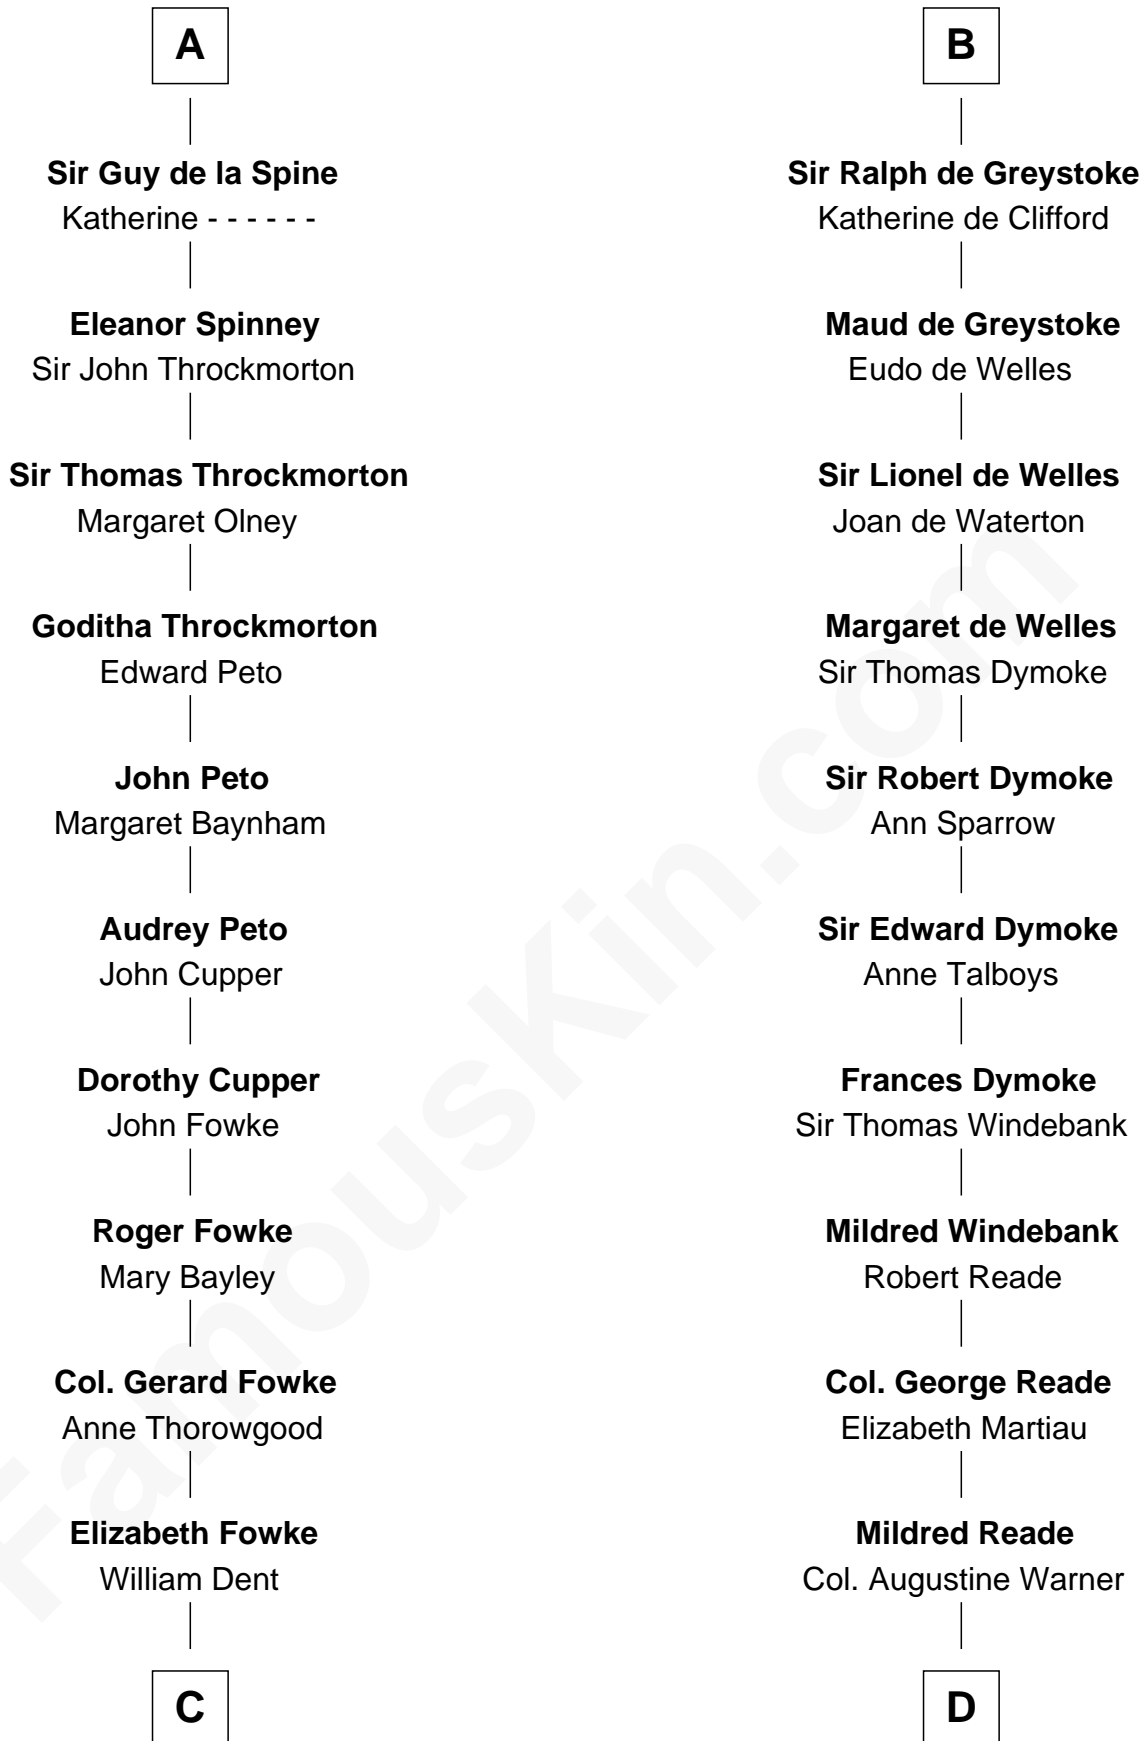 A
Sir Guy de la Spine
Katherine - - - - - -
Eleanor Spinney
Sir John Throckmorton
Sir Thomas Throckmorton
Margaret Olney
Goditha Throckmorton
Edward Peto
John Peto
Margaret Baynham
Audrey Peto
John Cupper
Dorothy Cupper
John Fowke
Roger Fowke
Mary Bayley
Col. Gerard Fowke
Anne Thorowgood
Elizabeth Fowke
William Dent
C
B
Sir Ralph de Greystoke
Katherine de Clifford
Maud de Greystoke
Eudo de Welles
Sir Lionel de Welles
Joan de Waterton
Margaret de Welles
Sir Thomas Dymoke
Sir Robert Dymoke
Ann Sparrow
Sir Edward Dymoke
Anne Talboys
Frances Dymoke
Sir Thomas Windebank
Mildred Windebank
Robert Reade
Col. George Reade
Elizabeth Martiau
Mildred Reade
Col. Augustine Warner
D
FamousKin.com